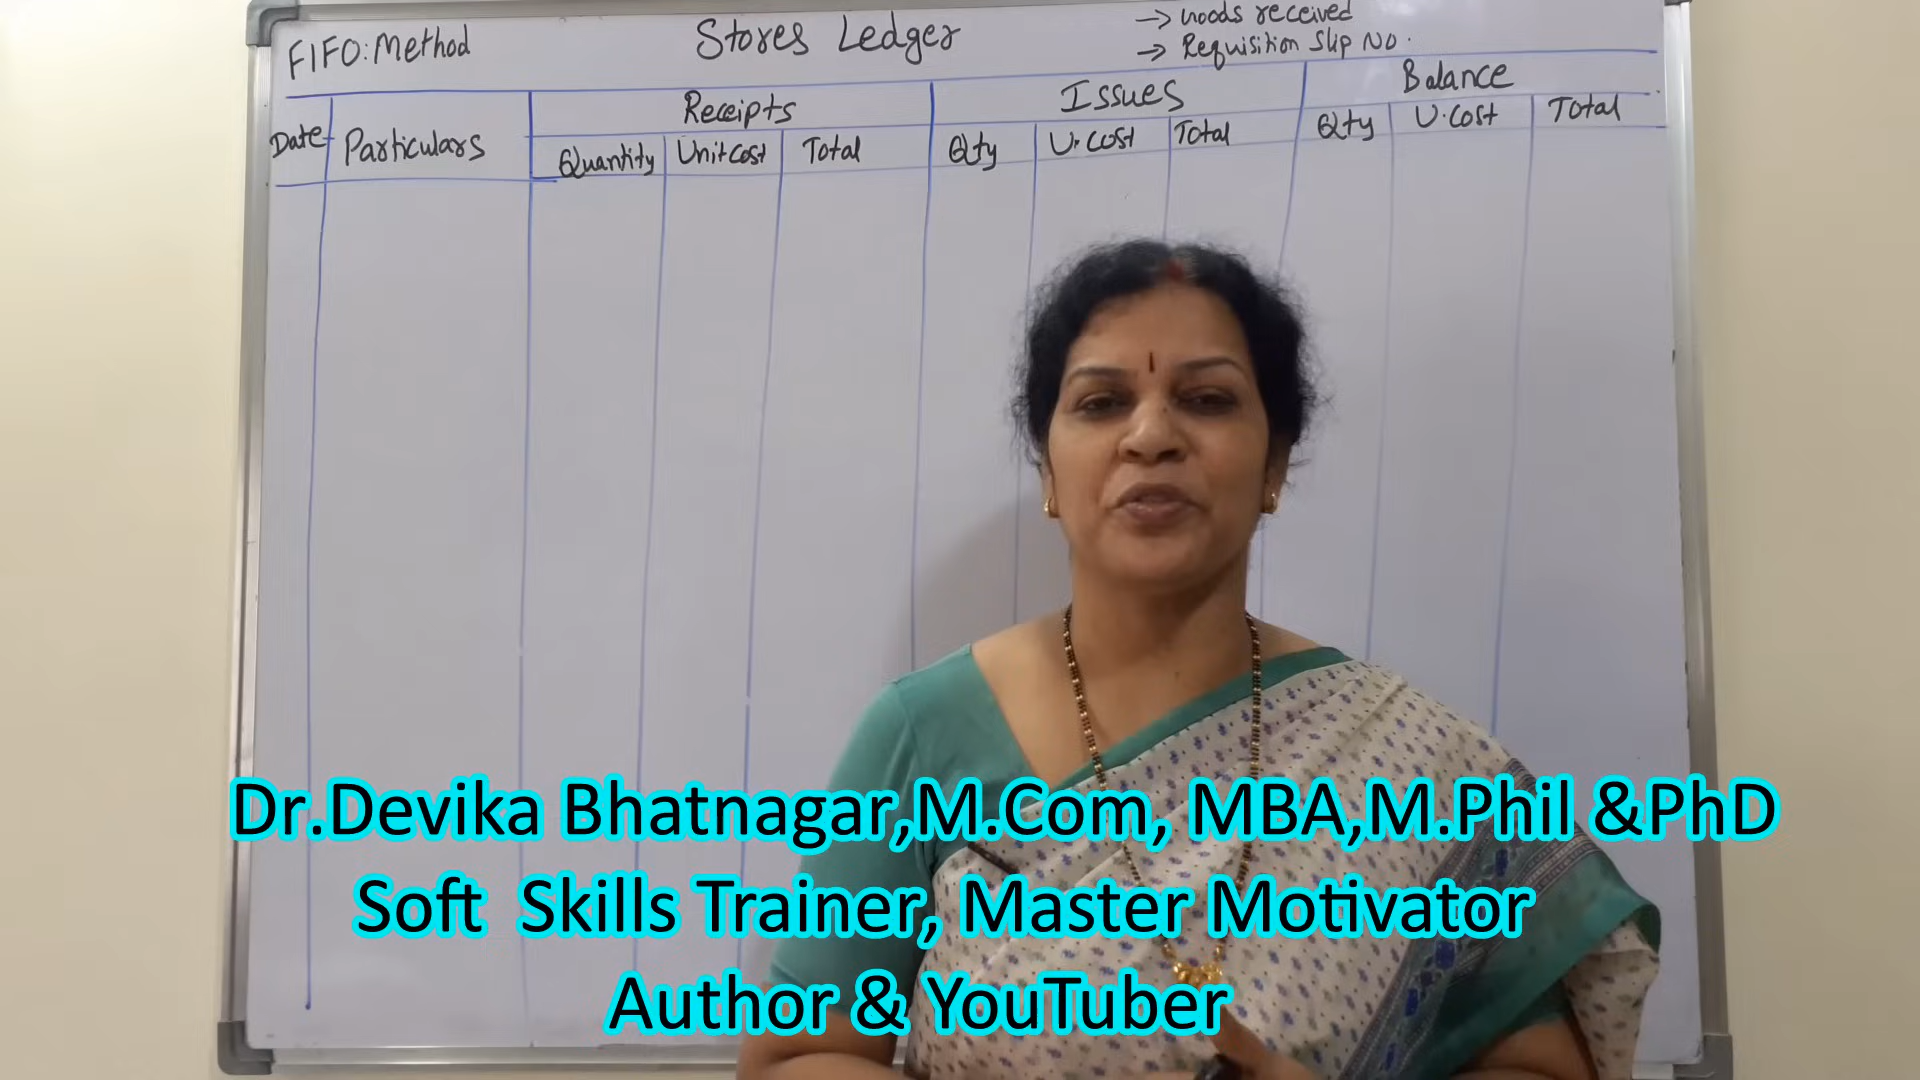 FIFO:Method
Stores Ledger
→ Goods received
→ Requisition Slip No.
Date Particulars Receipts Issues Balance
Quantity Unit cost Total Qty U.cost Total Qty U.cost Total
Dr.Devika Bhatnagar,M.Com, MBA,M.Phil &PhD
Soft Skills Trainer, Master Motivator
Author & YouTuber